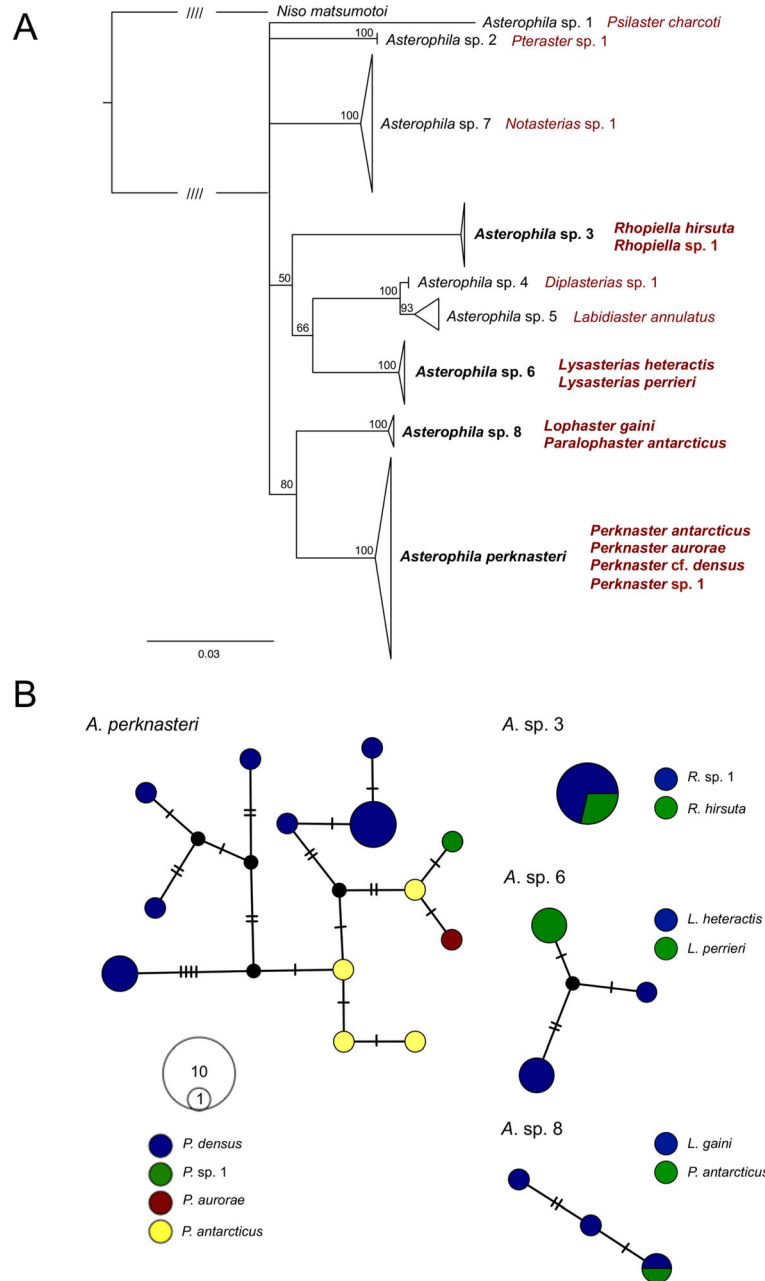 A
////
Niso matsumotoi
Asterophila sp. 1 Psilaster charcoti
100
Asterophila sp. 2 Pteraster sp. 1
100
Asterophila sp. 7 Notasterias sp. 1
////
Asterophila sp. 3
Rhopiella hirsuta
Rhopiella sp. 1
50
100
Asterophila sp. 4 Diplasterias sp. 1
93
Asterophila sp. 5 Labidiaster annulatus
66
100
Asterophila sp. 6
Lysasterias heteractis
Lysasterias perrieri
100
Asterophila sp. 8
Lophaster gaini
Paralophaster antarcticus
80
100
Asterophila perknasteri
Perknaster antarcticus
Perknaster aurorae
Perknaster cf. densus
Perknaster sp. 1
0.03
B
A. perknasteri
10
1
P. densus
P. sp. 1
P. aurorae
P. antarcticus
A. sp. 3
R. sp. 1
R. hirsuta
A. sp. 6
L. heteractis
L. perrieri
A. sp. 8
L. gaini
P. antarcticus